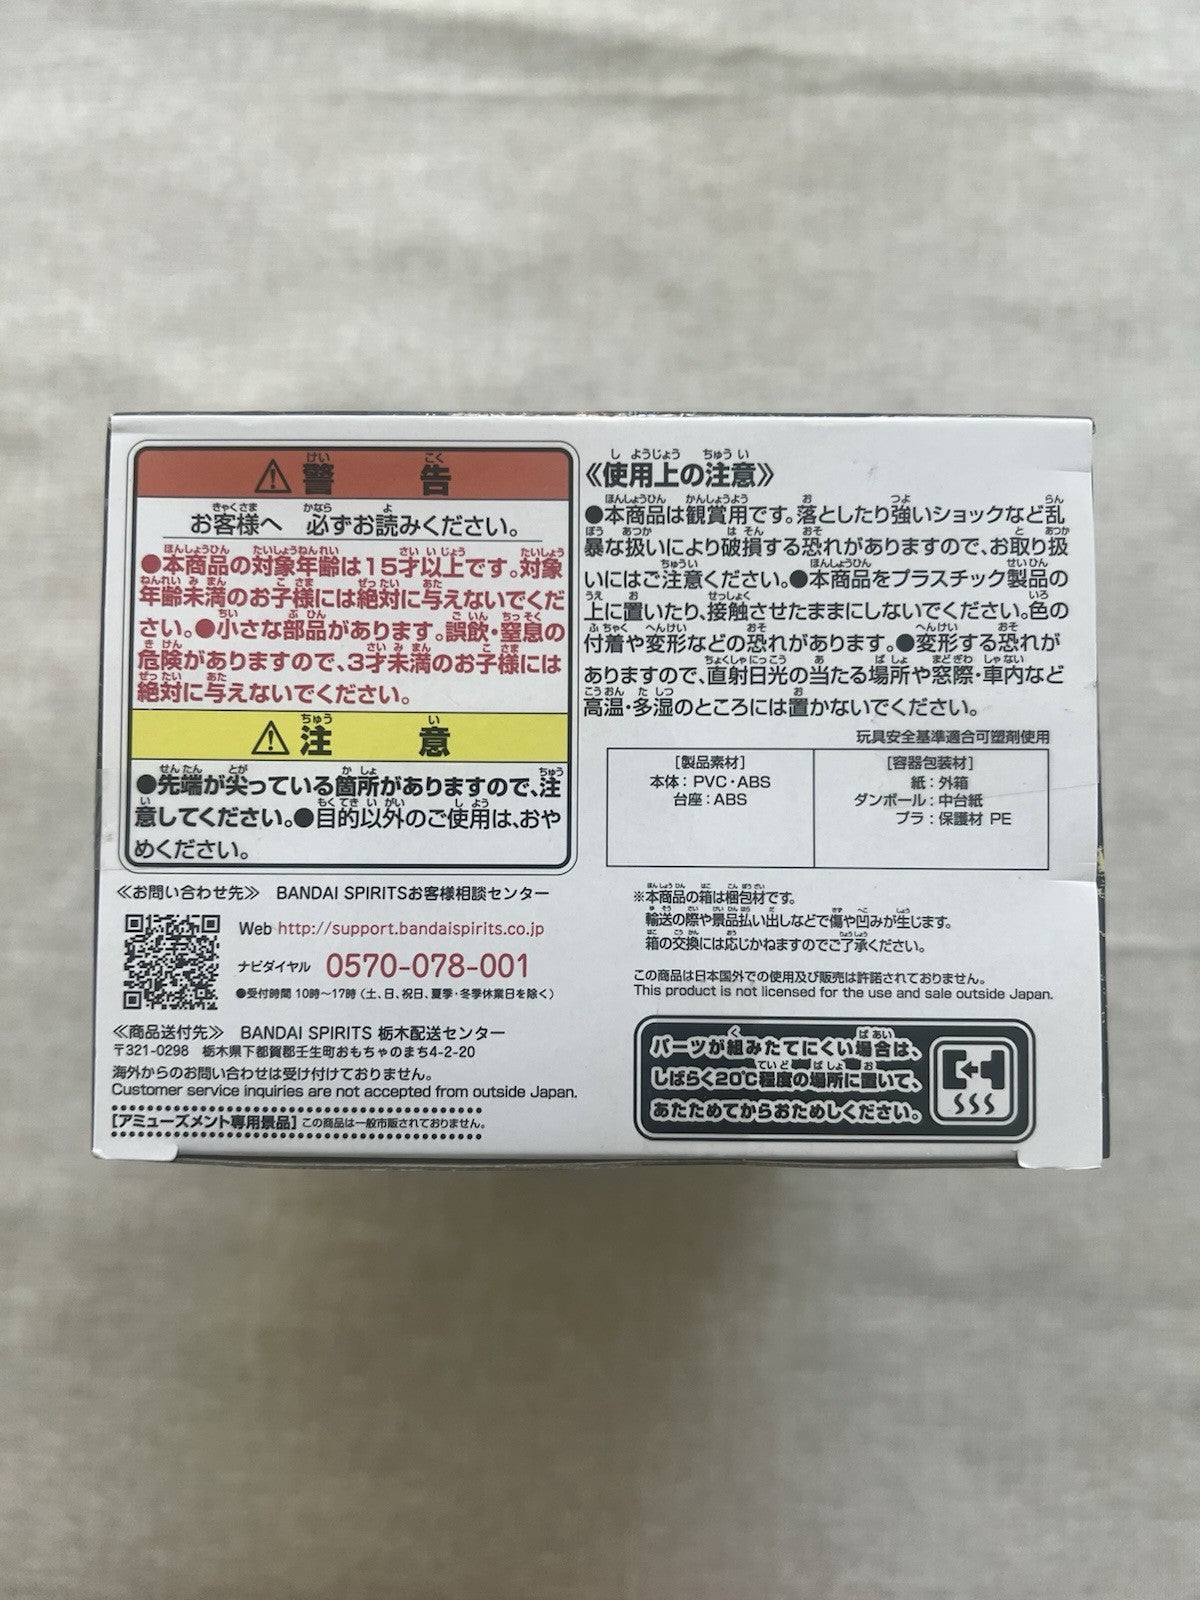 警告
お客様へ 必ずお読みください。
●本商品の対象年齢は15才以上です。対象
年齢未満のお子様には絶対に与えないでくだ
さい。●小さな部品があります。誤飲・窒息の
危険がありますので、3才未満のお子様には
絶対に与えないでください。
注意
●先端が尖っている箇所がありますので、注
意してください。●目的以外のご使用は、おや
めください。
≪お問い合わせ先≫ BANDAI SPIRITSお客様相談センター
Web http://support.bandaispirits.co.jp
ナビダイヤル 0570-078-001
●受付時間 10時〜17時(土、日、祝日、夏季・冬季休業日を除く)
≪商品送付先≫ BANDAI SPIRITS 栃木配送センター
〒321-0298 栃木県下都賀郡壬生町おもちゃのまち4-2-20
海外からのお問い合わせは受け付けておりません。
Customer service inquiries are not accepted from outside Japan.
[アミューズメント専用景品] この商品は一般市販されておりません。
《使用上の注意》
●本商品は観賞用です。落としたり強いショックなど乱
暴な扱いにより破損する恐れがありますので、お取り扱
いにはご注意ください。●本商品をプラスチック製品の
上に置いたり、接触させたままにしないでください。色の
付着や変形などの恐れがあります。●変形する恐れが
ありますので、直射日光の当たる場所や窓際・車内など
高温・多湿のところには置かないでください。
玩具安全基準適合可塑剤使用
[製品素材]
本体:PVC・ABS
台座:ABS
[容器包装材]
紙:外箱
ダンボール:中台紙
プラ:保護材 PE
※本商品の箱は梱包材です。
輸送の際や景品払い出しなどで傷や凹みが生じます。
箱の交換には応じかねますのでご了承ください。
この商品は日本国外での使用及び販売は許諾されておりません。
This product is not licensed for the use and sale outside Japan.
パーツが組みたてにくい場合は、
しばらく20℃程度の場所に置いて、
あたためてからおためしください。